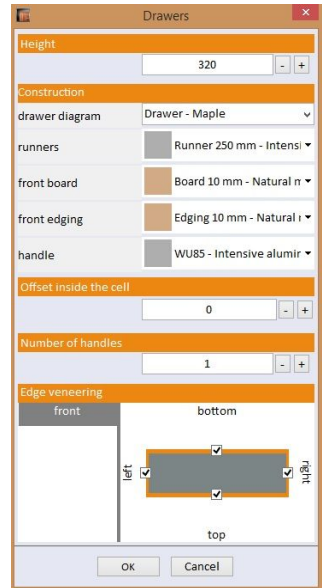 Drawers
Height
320 - +
Construction
drawer diagram Drawer - Maple
runners Runner 250 mm - Intensi
front board Board 10 mm - Natural
front edging Edging 10 mm - Natural
handle WU85 - Intensive
Offset inside the cell
0 - +
Number of handles
1 - +
Edge veneering
front bottom
left right
top
OK Cancel